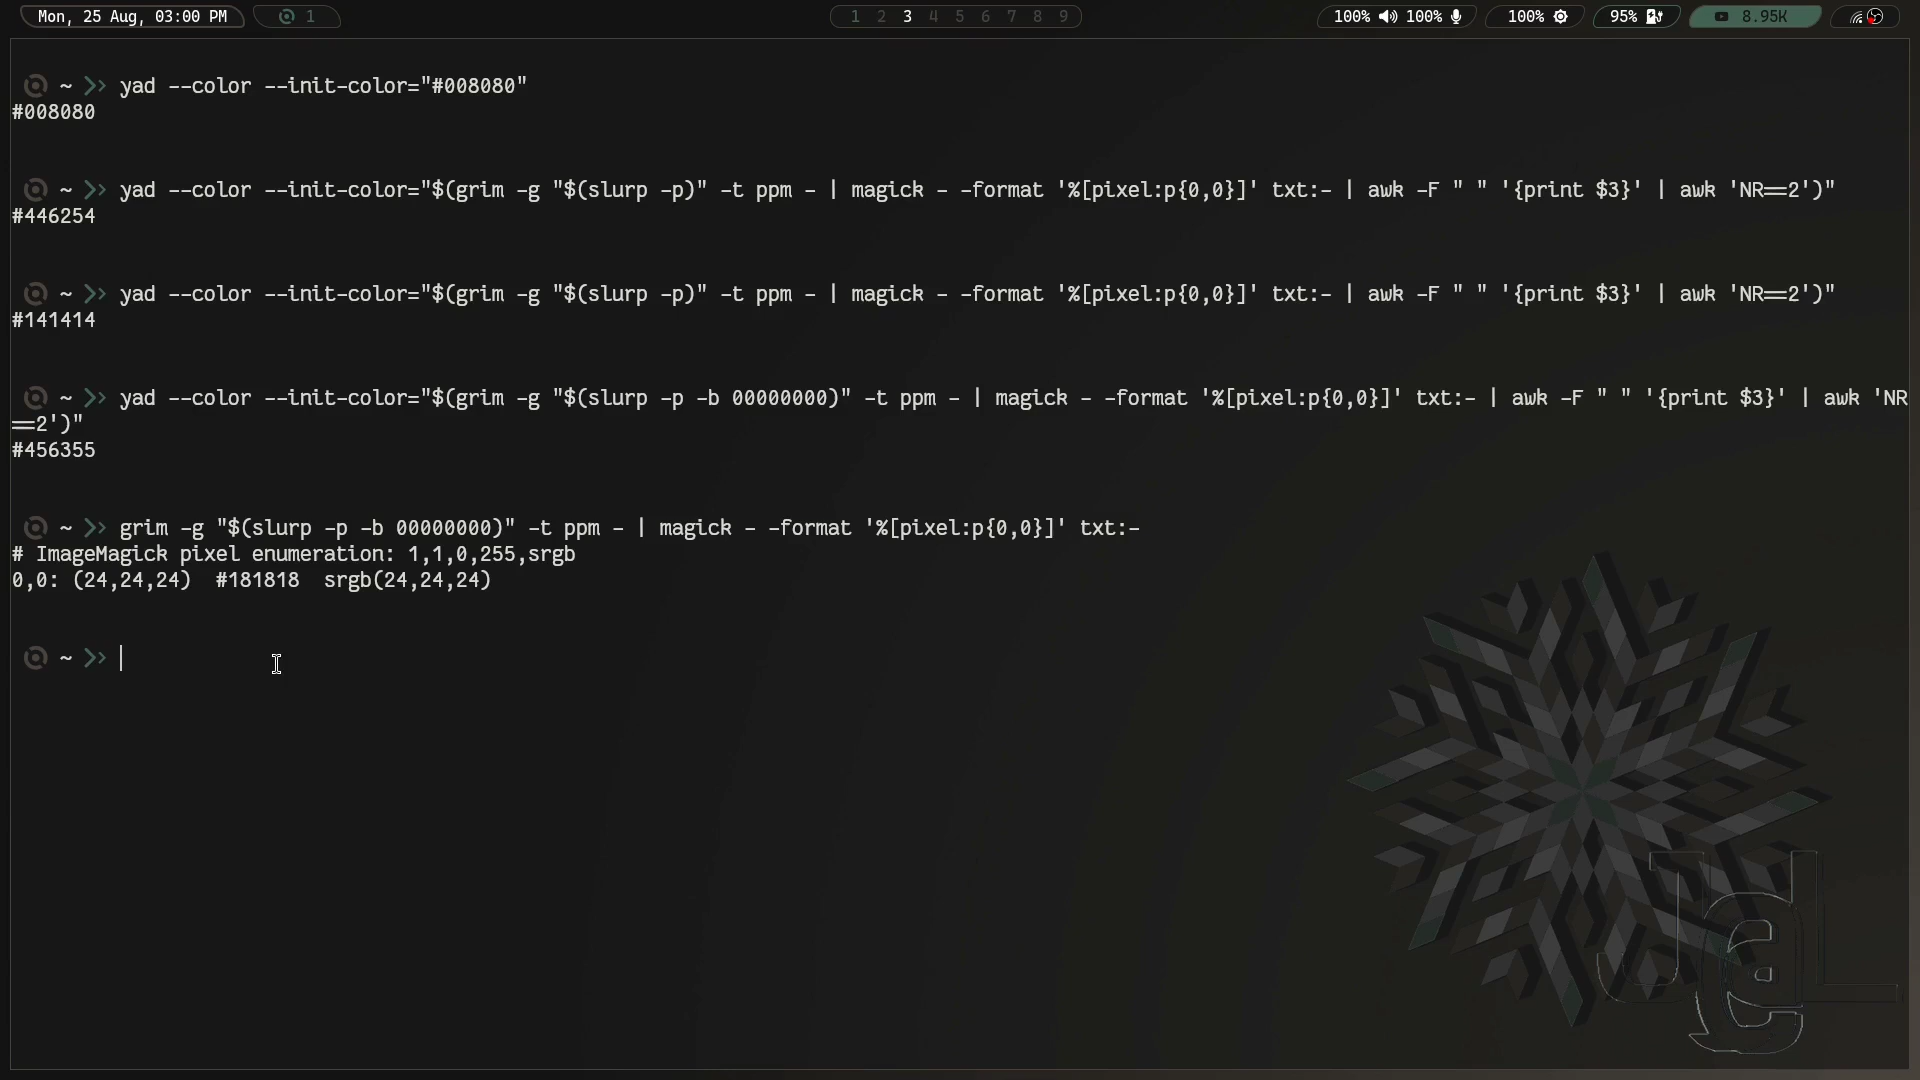 Mon, 25 Aug, 03:00 PM 1 1 2 3 4 5 6 7 8 9 100% 100% 100% 95% 8.95K
~ >> yad --color --init-color="#008080"
#008080
~ >> yad --color --init-color="$(grim -g "$(slurp -p)" -t ppm - | magick - -format '%[pixel:p{0,0}]' txt:- | awk -F " " '{print $3}' | awk 'NR==2')"
#446254
~ >> yad --color --init-color="$(grim -g "$(slurp -p)" -t ppm - | magick - -format '%[pixel:p{0,0}]' txt:- | awk -F " " '{print $3}' | awk 'NR==2')"
#141414
~ >> yad --color --init-color="$(grim -g "$(slurp -p -b 00000000)" -t ppm - | magick - -format '%[pixel:p{0,0}]' txt:- | awk -F " " '{print $3}' | awk 'NR
==2')"
#456355
~ >> grim -g "$(slurp -p -b 00000000)" -t ppm - | magick - -format '%[pixel:p{0,0}]' txt:-
# ImageMagick pixel enumeration: 1,1,0,255,srgb
0,0: (24,24,24)  #181818  srgb(24,24,24)
~ >>